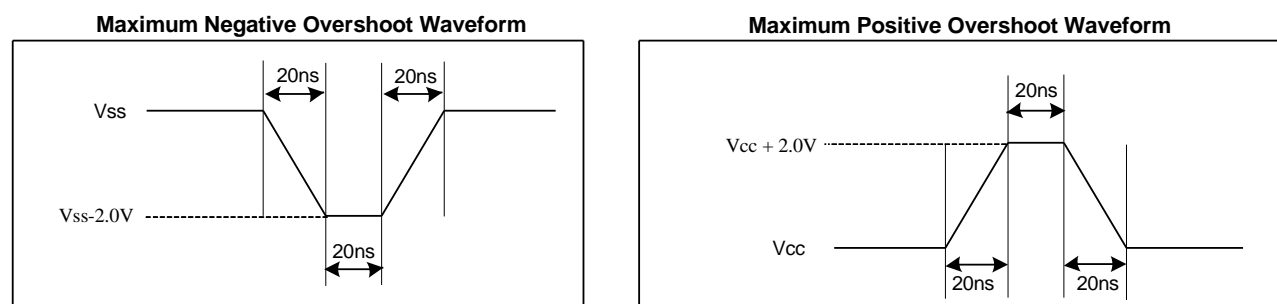 Maximum Negative Overshoot Waveform
20ns
20ns
Vss
Vss-2.0V
20ns
Maximum Positive Overshoot Waveform
20ns
Vcc + 2.0V
Vcc
20ns
20ns